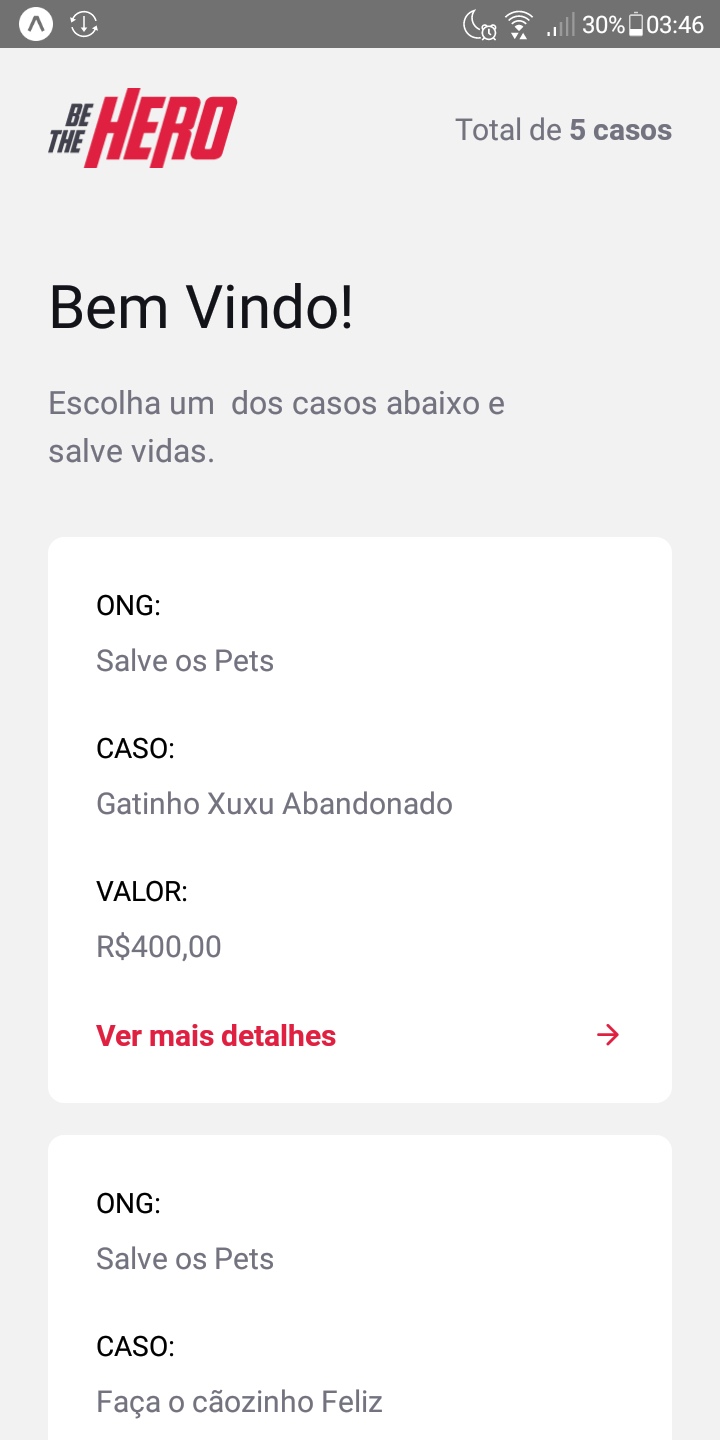 30% 03:46
BE THE HERO
Total de 5 casos
Bem Vindo!
Escolha um  dos casos abaixo e
salve vidas.
ONG:
Salve os Pets
CASO:
Gatinho Xuxu Abandonado
VALOR:
R$400,00
Ver mais detalhes
ONG:
Salve os Pets
CASO:
Faça o cãozinho Feliz